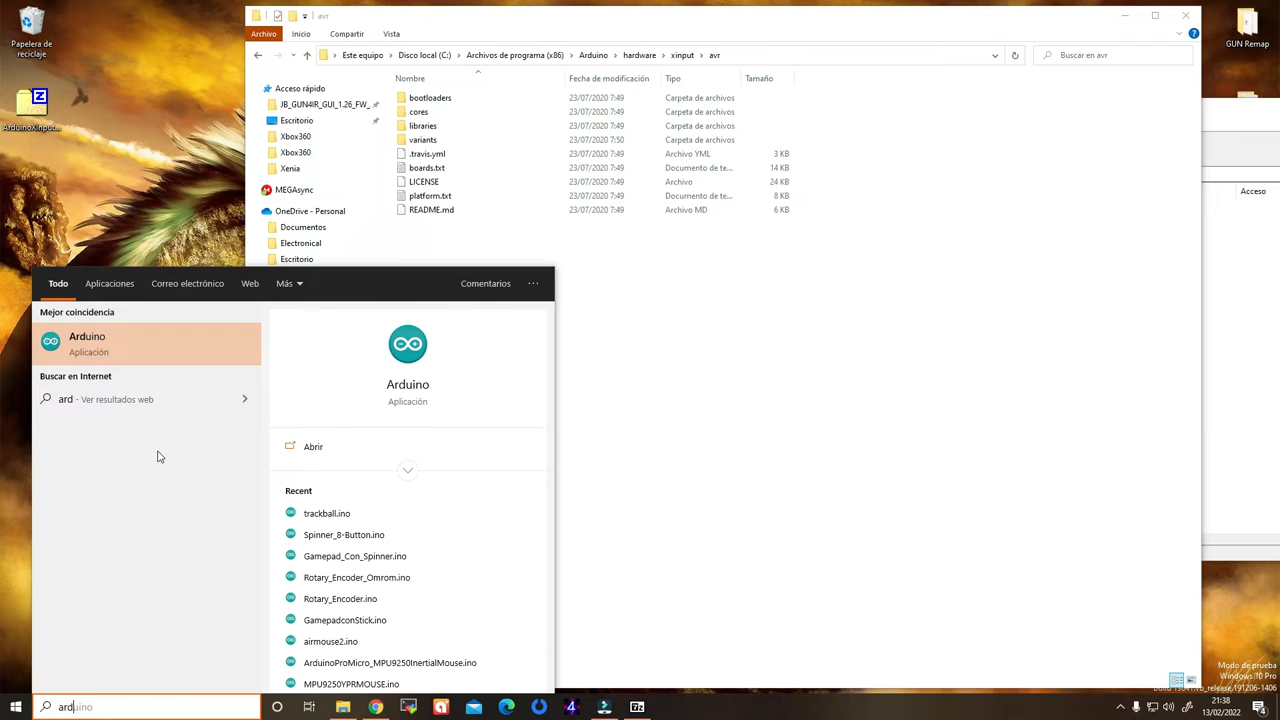 Papelera de
reciclaje
ArduinoXInput...
GUN Remap
avr
Archivo Inicio Compartir Vista
Este equipo > Disco local (C:) > Archivos de programa (x86) > Arduino > hardware > xinput > avr
Buscar en avr
Nombre Fecha de modificación Tipo Tamaño
Acceso rápido
JB_GUN4IR_GUI_1.26_FW_
Escritorio
Xbox360
Xbox360
Xenia
MEGAsync
OneDrive - Personal
Documentos
Electronical
Escritorio
bootloaders 23/07/2020 7:49 Carpeta de archivos
cores 23/07/2020 7:49 Carpeta de archivos
libraries 23/07/2020 7:49 Carpeta de archivos
variants 23/07/2020 7:50 Carpeta de archivos
.travis.yml 23/07/2020 7:49 Archivo YML 3 KB
boards.txt 23/07/2020 7:49 Documento de te... 14 KB
LICENSE 23/07/2020 7:49 Archivo 24 KB
platform.txt 23/07/2020 7:49 Documento de te... 8 KB
README.md 23/07/2020 7:49 Archivo MD 6 KB
Acceso
Todo Aplicaciones Correo electrónico Web Más Comentarios ...
Mejor coincidencia
Arduino
Aplicación
Buscar en Internet
ard - Ver resultados web
Arduino
Aplicación
Abrir
Recent
trackball.ino
Spinner_8-Button.ino
Gamepad_Con_Spinner.ino
Rotary_Encoder_Omrom.ino
Rotary_Encoder.ino
GamepadconStick.ino
airmouse2.ino
ArduinoProMicro_MPU9250InertialMouse.ino
MPU9250YPRMOUSE.ino
Modo de prueba
Windows 10 Pro
Build 19041.vb_release.191206-1406
arduino
21:38
13/02/2022